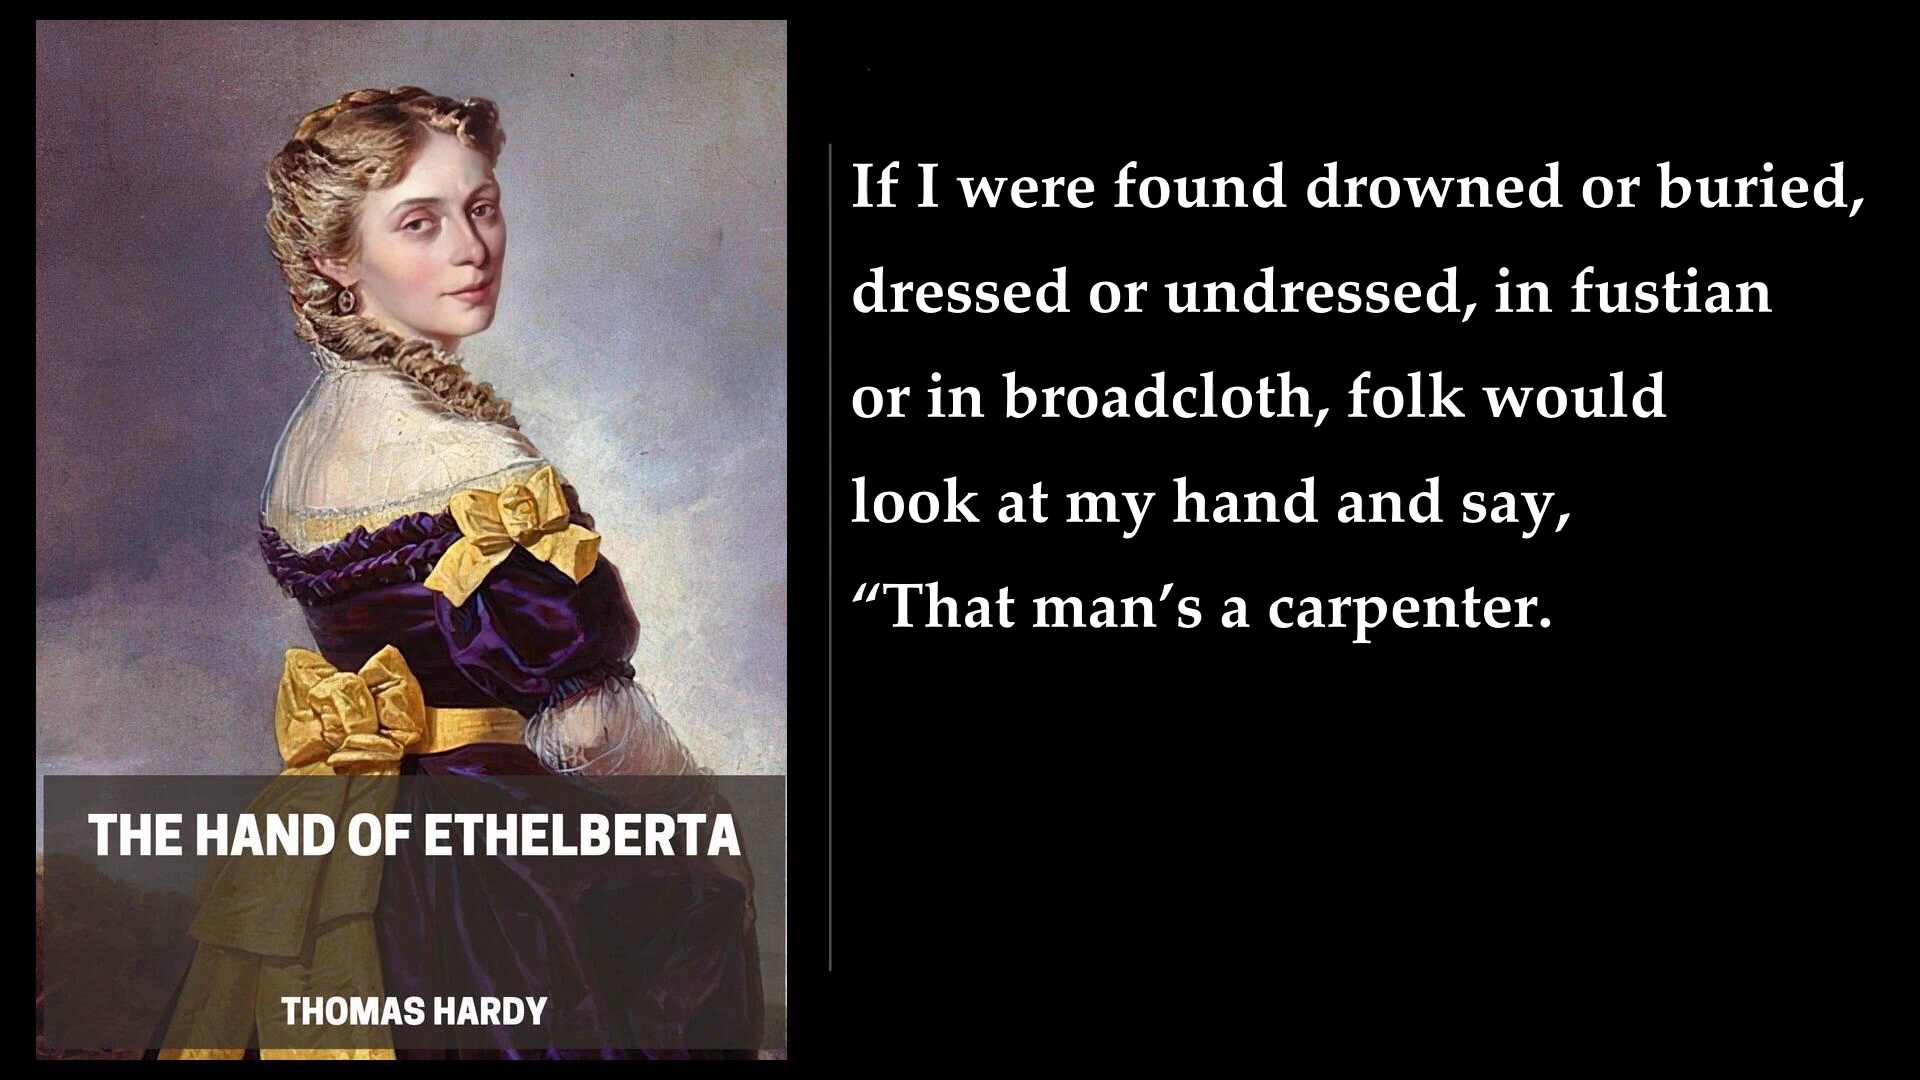 THE HAND OF ETHELBERTA
THOMAS HARDY
If I were found drowned or buried,
dressed or undressed, in fustian
or in broadcloth, folk would
look at my hand and say,
“That man’s a carpenter.